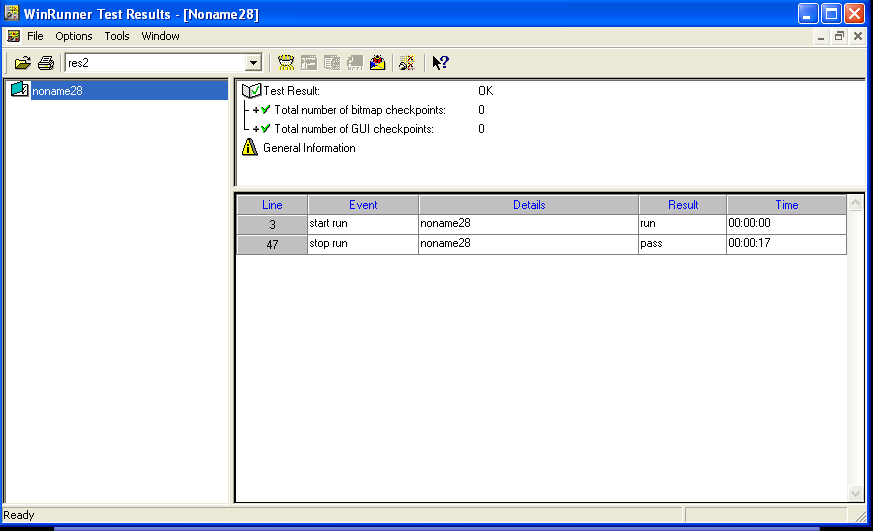 WinRunner Test Results - [Noname28]
File Options Tools Window
res2
noname28
Test Result: OK
Total number of bitmap checkpoints: 0
Total number of GUI checkpoints: 0
General Information
Line Event Details Result Time
3 start run noname28 run 00:00:00
47 stop run noname28 pass 00:00:17
Ready